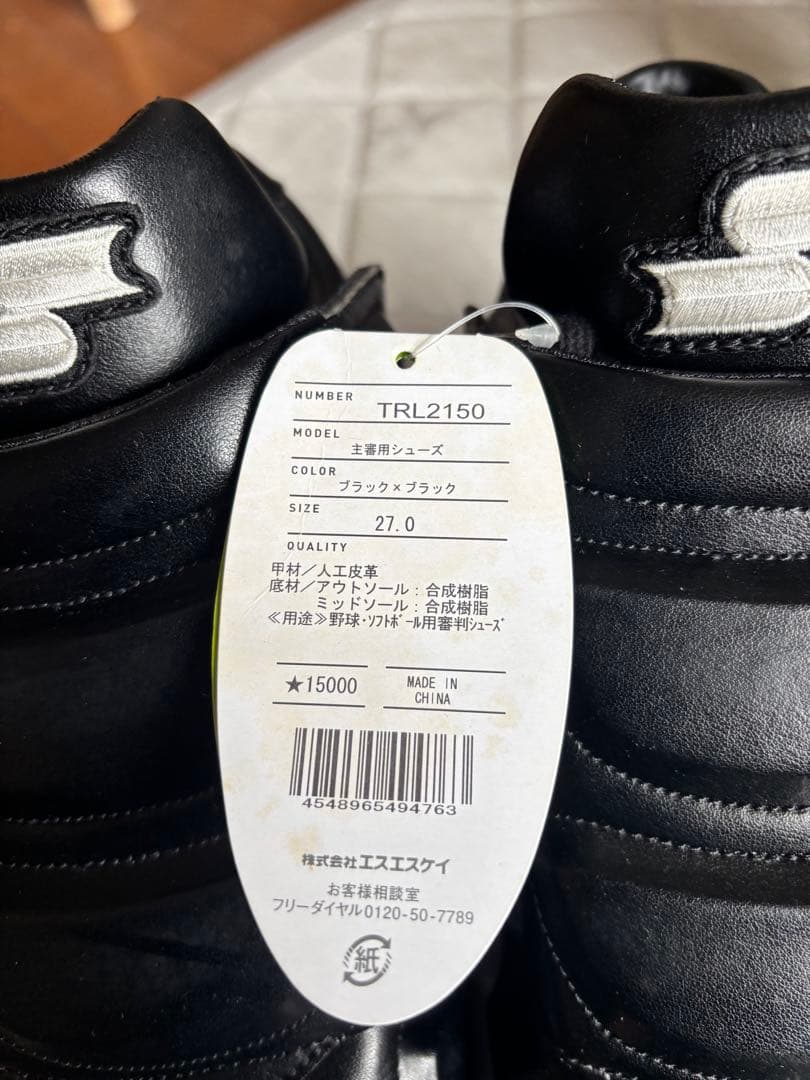 NUMBER
TRL2150
MODEL
主審用シューズ
COLOR
ブラック×ブラック
SIZE
27.0
QUALITY
甲材／人工皮革
底材／アウトソール：合成樹脂
ミッドソール：合成樹脂
≪用途≫野球・ソフトボール用審判シューズ
★15000
MADE IN
CHINA
4548965494763
株式会社エスエスケイ
お客様相談室
フリーダイヤル0120-50-7789
紙